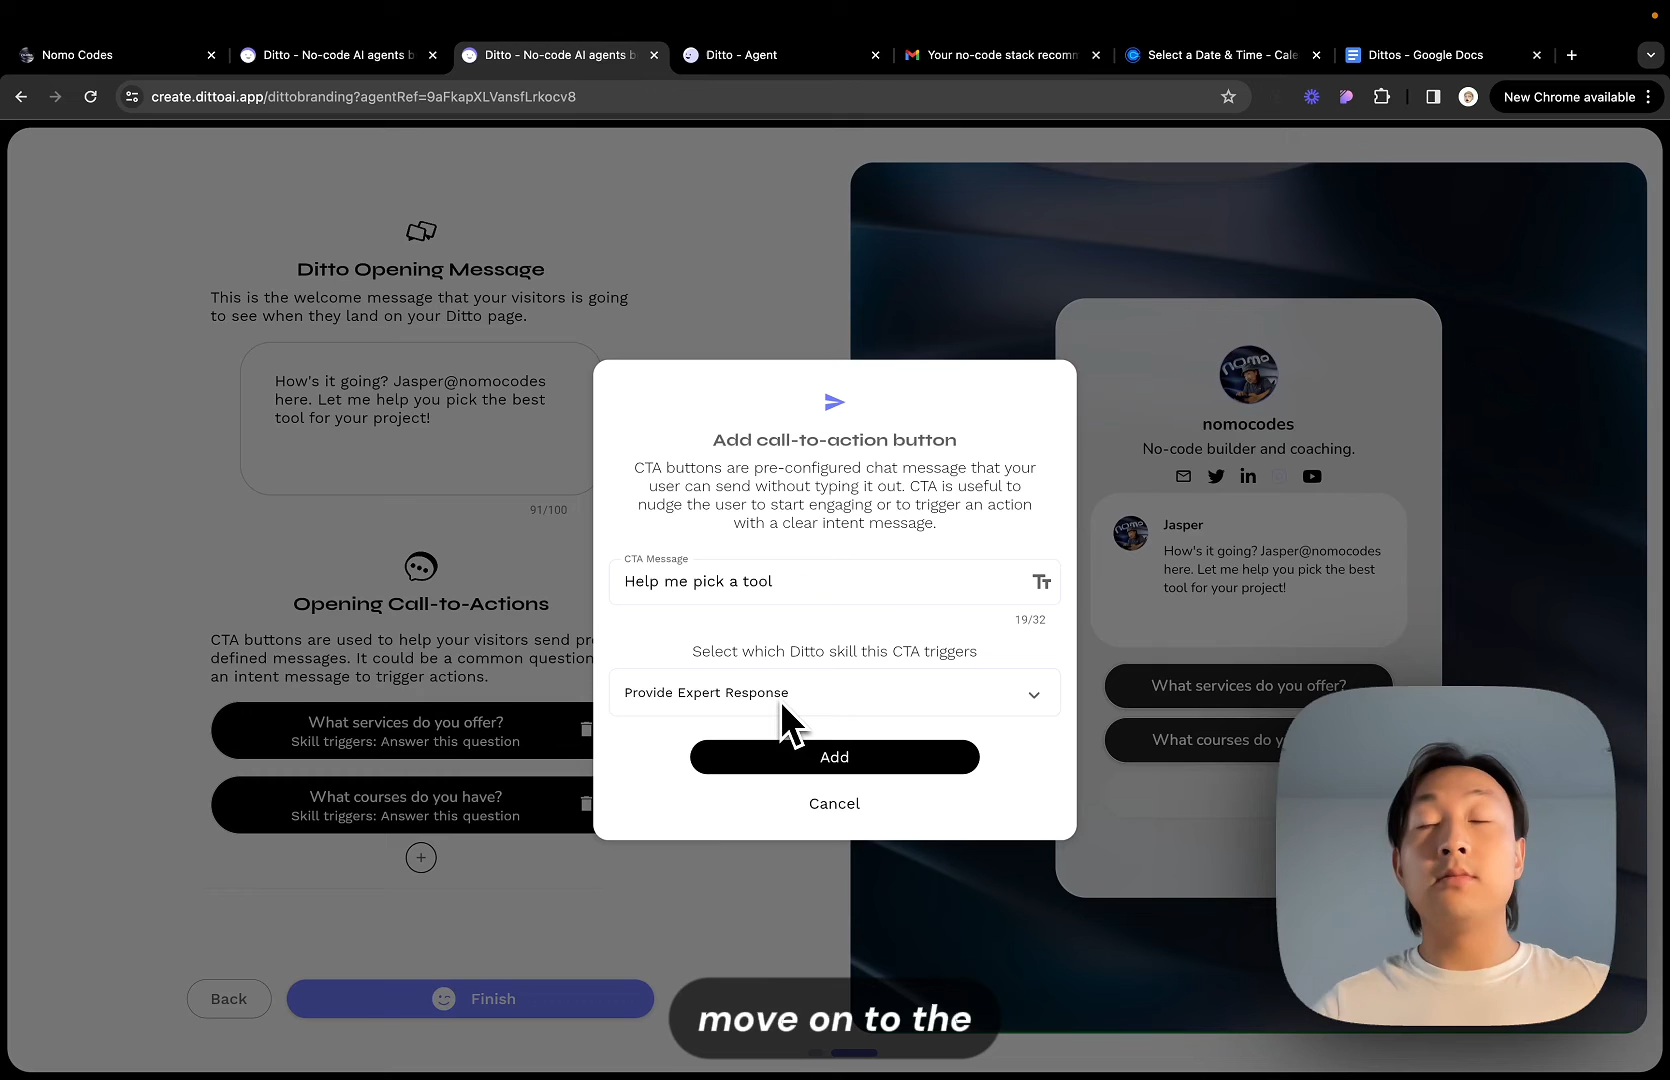 Nomo Codes
Ditto - No-code AI agents b
Ditto - No-code AI agents b
Ditto - Agent
Your no-code stack recom
Select a Date & Time - Cale
Dittos - Google Docs
create.dittoai.app/dittobranding?agentRef=9aFkapXLVansfLrkocv8
New Chrome available
Ditto Opening Message
This is the welcome message that your visitors is going
to see when they land on your Ditto page.
How's it going? Jasper@nomocodes
here. Let me help you pick the best
tool for your project!
91/100
Opening Call-to-Actions
CTA buttons are used to help your visitors send pr
defined messages. It could be a common question
an intent message to trigger actions.
What services do you offer?
Skill triggers: Answer this question
What courses do you have?
Skill triggers: Answer this question
Back
Finish
Add call-to-action button
CTA buttons are pre-configured chat message that your
user can send without typing it out. CTA is useful to
nudge the user to start engaging or to trigger an action
with a clear intent message.
CTA Message
Help me pick a tool
19/32
Select which Ditto skill this CTA triggers
Provide Expert Response
Add
Cancel
nomo
nomocodes
No-code builder and coaching.
Jasper
How's it going? Jasper@nomocodes
here. Let me help you pick the best
tool for your project!
What services do you offer?
What courses do y
move on to the